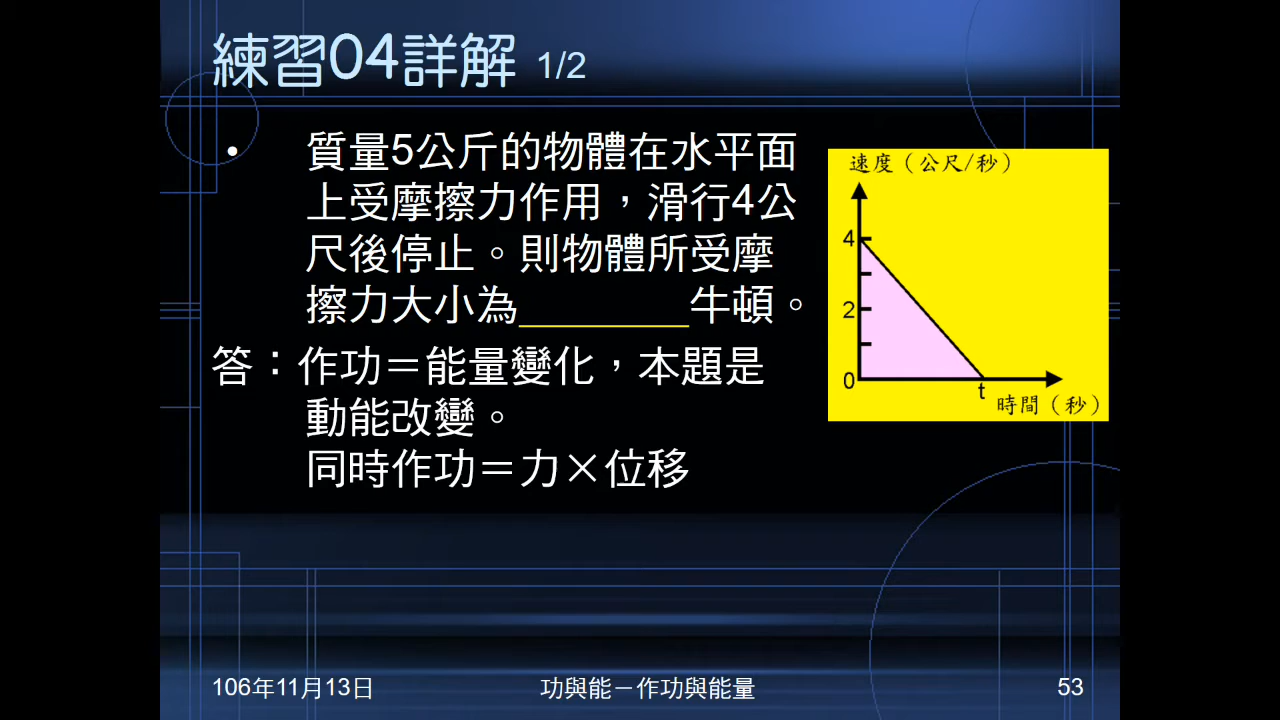 練習04詳解 1/2
• 質量5公斤的物體在水平面
上受摩擦力作用，滑行4公
尺後停止。則物體所受摩
擦力大小為________牛頓。
答：作功＝能量變化，本題是
動能改變。
同時作功＝力×位移
速度（公尺/秒）
4
2
0
t
時間（秒）
106年11月13日
功與能－作功與能量
53